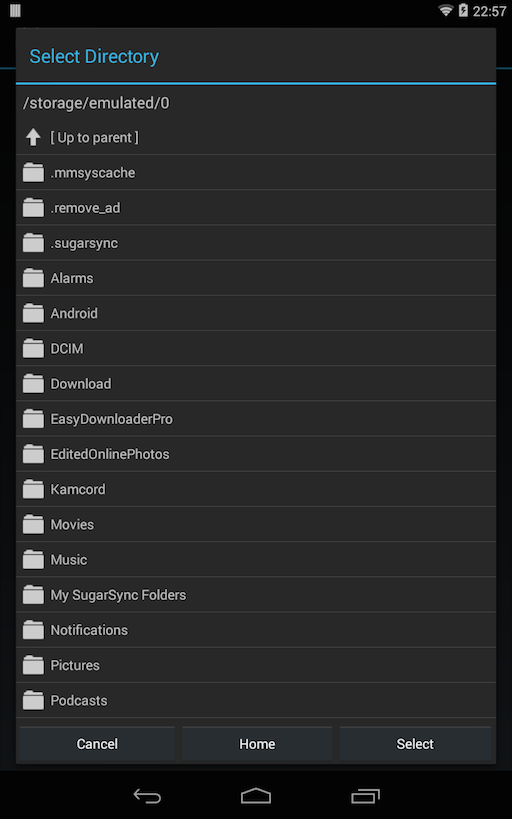 22:57
Select Directory
/storage/emulated/0
[ Up to parent ]
.mmsyscache
.remove_ad
.sugarsync
Alarms
Android
DCIM
Download
EasyDownloaderPro
EditedOnlinePhotos
Kamcord
Movies
Music
My SugarSync Folders
Notifications
Pictures
Podcasts
Cancel Home Select